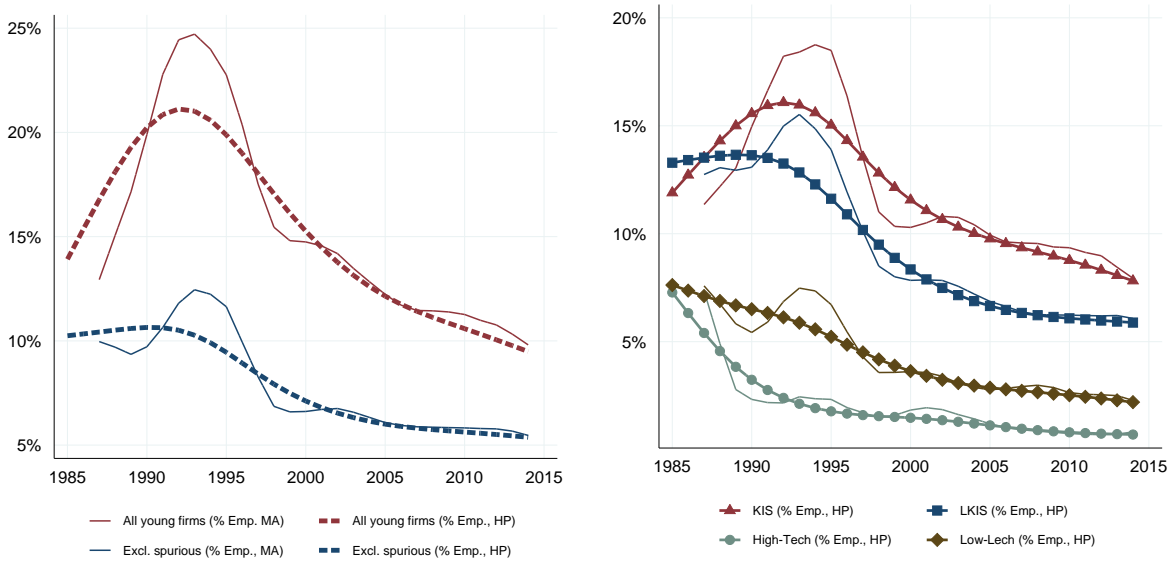 25%
20%
15%
10%
5%
1985 1990 1995 2000 2005 2010 2015
All young firms (% Emp. MA) All young firms (% Emp., HP)
Excl. spurious (% Emp., MA) Excl. spurious (% Emp., HP)
20%
15%
10%
5%
1985 1990 1995 2000 2005 2010 2015
KIS (% Emp., HP) LKIS (% Emp., HP)
High-Tech (% Emp., HP) Low-Lech (% Emp., HP)